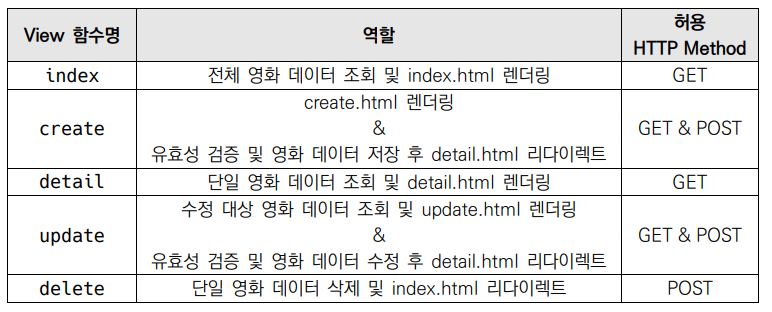 View 함수명 역할 허용
HTTP Method
index 전체 영화 데이터 조회 및 index.html 렌더링 GET
create.html 렌더링
create & GET & POST
유효성 검증 및 영화 데이터 저장 후 detail.html 리다이렉트
detail 단일 영화 데이터 조회 및 detail.html 렌더링 GET
수정 대상 영화 데이터 조회 및 update.html 렌더링
update & GET & POST
유효성 검증 및 영화 데이터 수정 후 detail.html 리다이렉트
delete 단일 영화 데이터 삭제 및 index.html 리다이렉트 POST